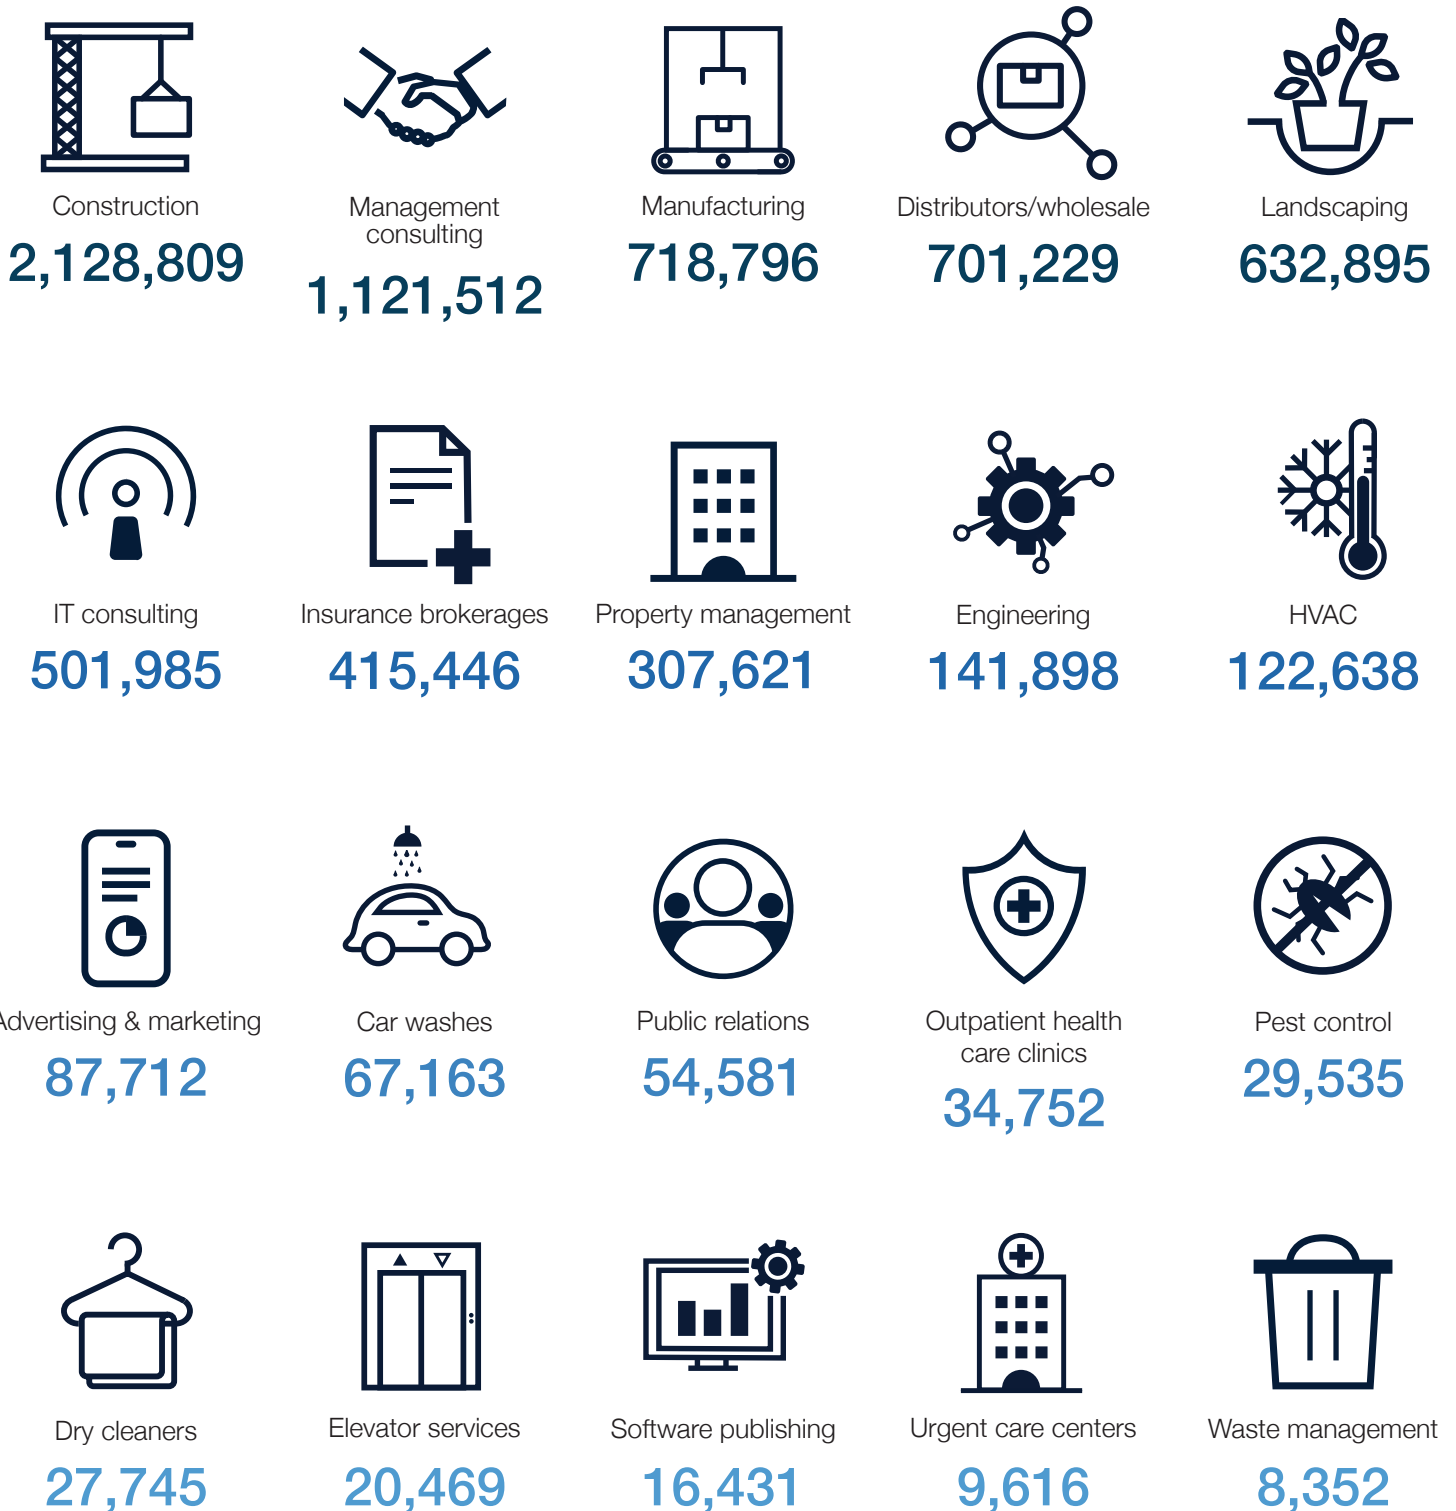 Construction
2,128,809
Management
consulting
1,121,512
Manufacturing
718,796
Distributors/wholesale
701,229
Landscaping
632,895
IT consulting
501,985
Insurance brokerages
415,446
Property management
307,621
Engineering
141,898
HVAC
122,638
Advertising & marketing
87,712
Car washes
67,163
Public relations
54,581
Outpatient health
care clinics
34,752
Pest control
29,535
Dry cleaners
27,745
Elevator services
20,469
Software publishing
16,431
Urgent care centers
9,616
Waste management
8,352